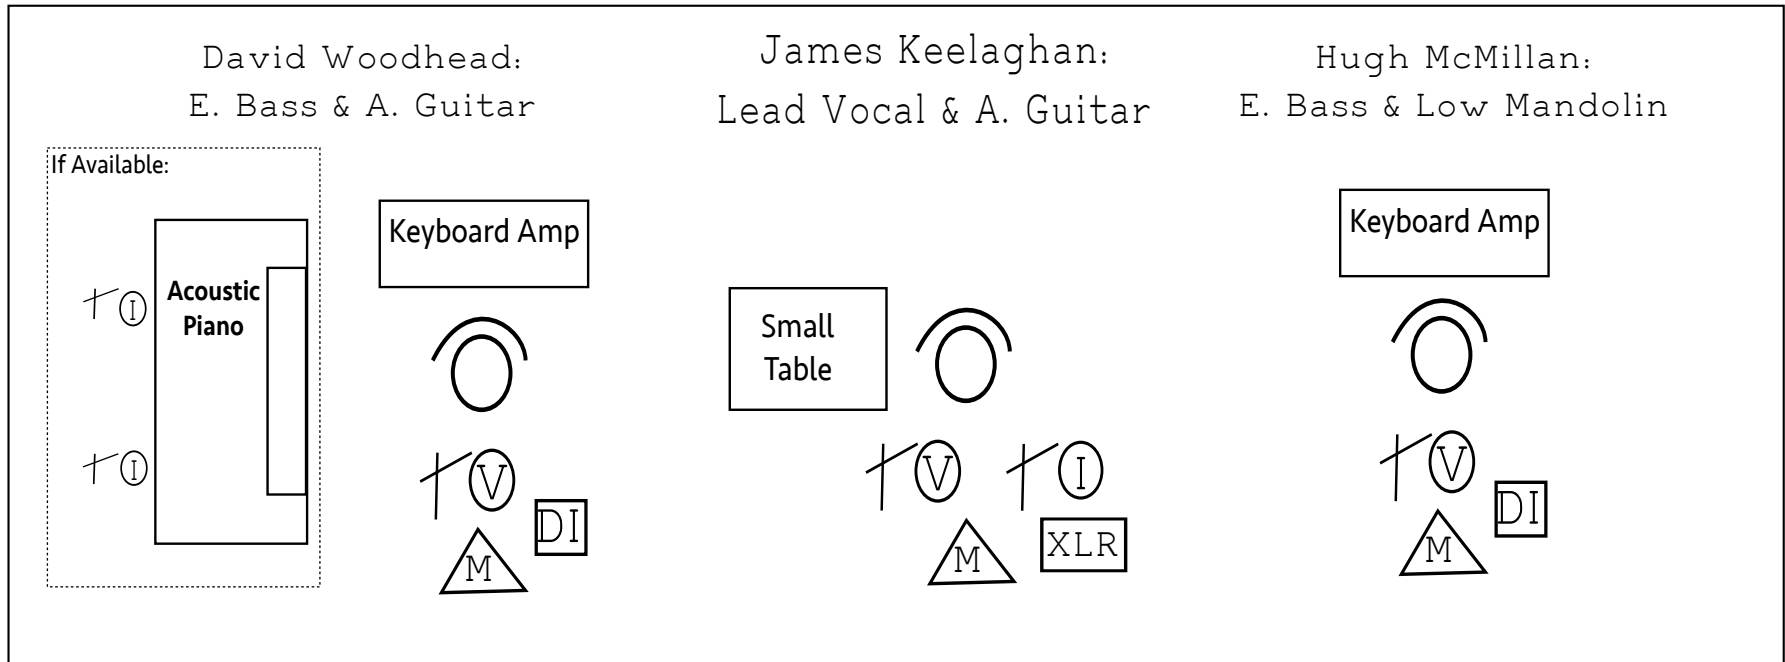 David Woodhead:
E. Bass & A. Guitar
James Keelaghan:
Lead Vocal & A. Guitar
Hugh McMillan:
E. Bass & Low Mandolin
If Available:
Acoustic
Piano
I
I
Keyboard Amp
V
DI
M
Small
Table
V
I
M
XLR
Keyboard Amp
V
DI
M